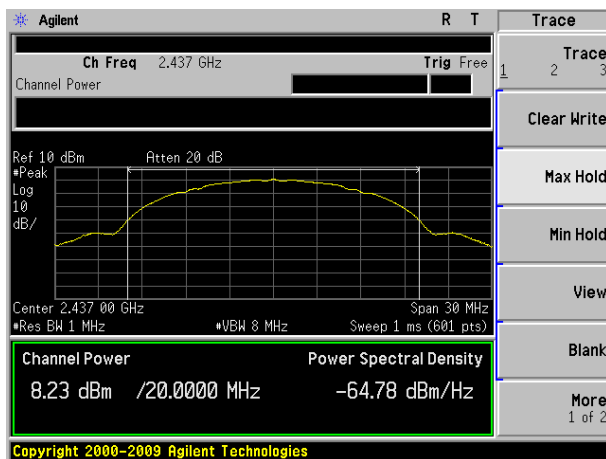 Agilent R T Trace
Ch Freq 2.437 GHz Trig Free
Channel Power
Trace
1 2 3
Clear Write
Max Hold
Min Hold
View
Blank
More
1 of 2
Ref 10 dBm Atten 20 dB
#Peak
Log
10
dB/
Center 2.437 00 GHz Span 30 MHz
#Res BW 1 MHz #VBW 8 MHz Sweep 1 ms (601 pts)
Channel Power Power Spectral Density
8.23 dBm /20.0000 MHz -64.78 dBm/Hz
Copyright 2000-2009 Agilent Technologies